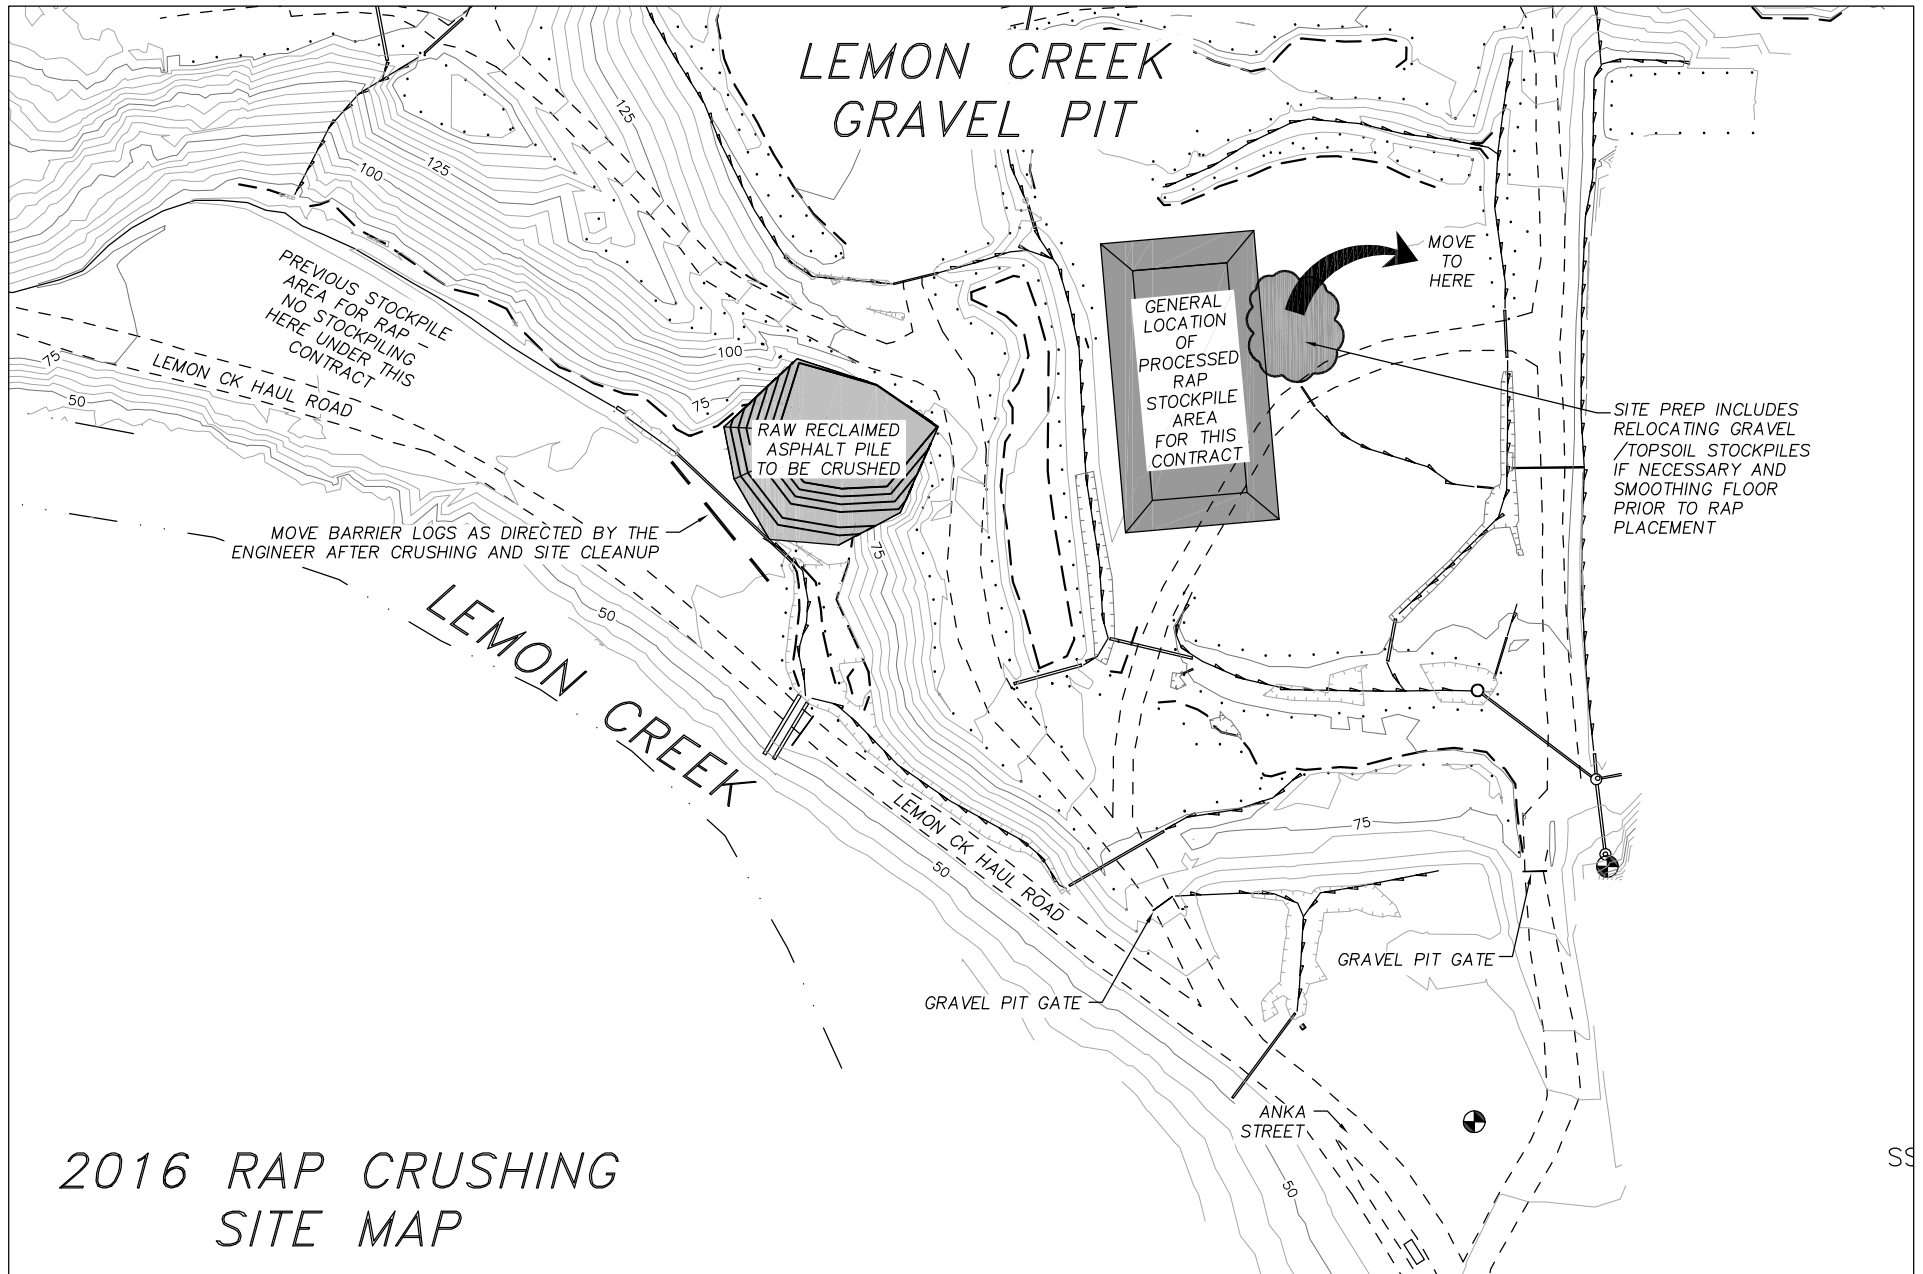 LEMON CREEK
GRAVEL PIT
125
125
100
PREVIOUS STOCKPILE
AREA FOR RAP
NO STOCKPILING
HERE UNDER THIS
CONTRACT
MOVE
TO
HERE
GENERAL
LOCATION
OF
PROCESSED
RAP
STOCKPILE
AREA
FOR THIS
CONTRACT
100
75
LEMON CK HAUL ROAD
50
75
RAW RECLAIMED
ASPHALT PILE
TO BE CRUSHED
SITE PREP INCLUDES
RELOCATING GRAVEL
/TOPSOIL STOCKPILES
IF NECESSARY AND
SMOOTHING FLOOR
PRIOR TO RAP
PLACEMENT
MOVE BARRIER LOGS AS DIRECTED BY THE
ENGINEER AFTER CRUSHING AND SITE CLEANUP
75
50
LEMON CREEK
LEMON CK HAUL ROAD
75
50
GRAVEL PIT GATE
GRAVEL PIT GATE
ANKA
STREET
50
2016 RAP CRUSHING
SITE MAP